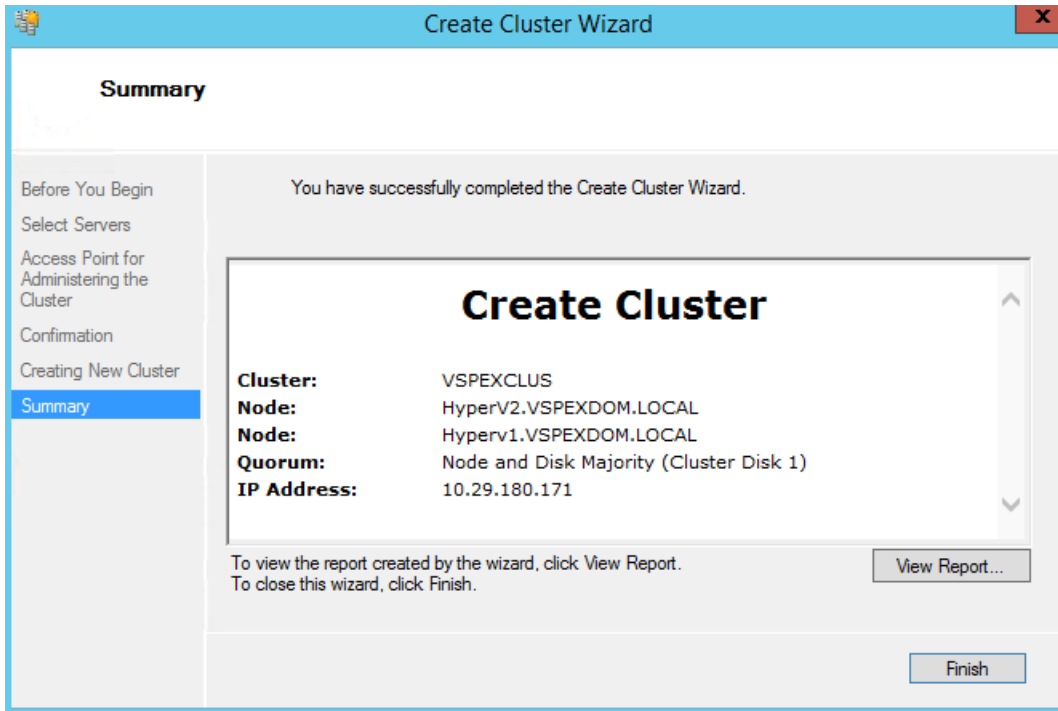 Create Cluster Wizard
x
Summary
Before You Begin
Select Servers
Access Point for
Administering the
Cluster
Confirmation
Creating New Cluster
Summary
You have successfully completed the Create Cluster Wizard.
Create Cluster
Cluster: VSPEXCLUS
Node: HyperV2.VSPEXDOM.LOCAL
Node: Hyperv1.VSPEXDOM.LOCAL
Quorum: Node and Disk Majority (Cluster Disk 1)
IP Address: 10.29.180.171
To view the report created by the wizard, click View Report.
To close this wizard, click Finish.
View Report...
Finish